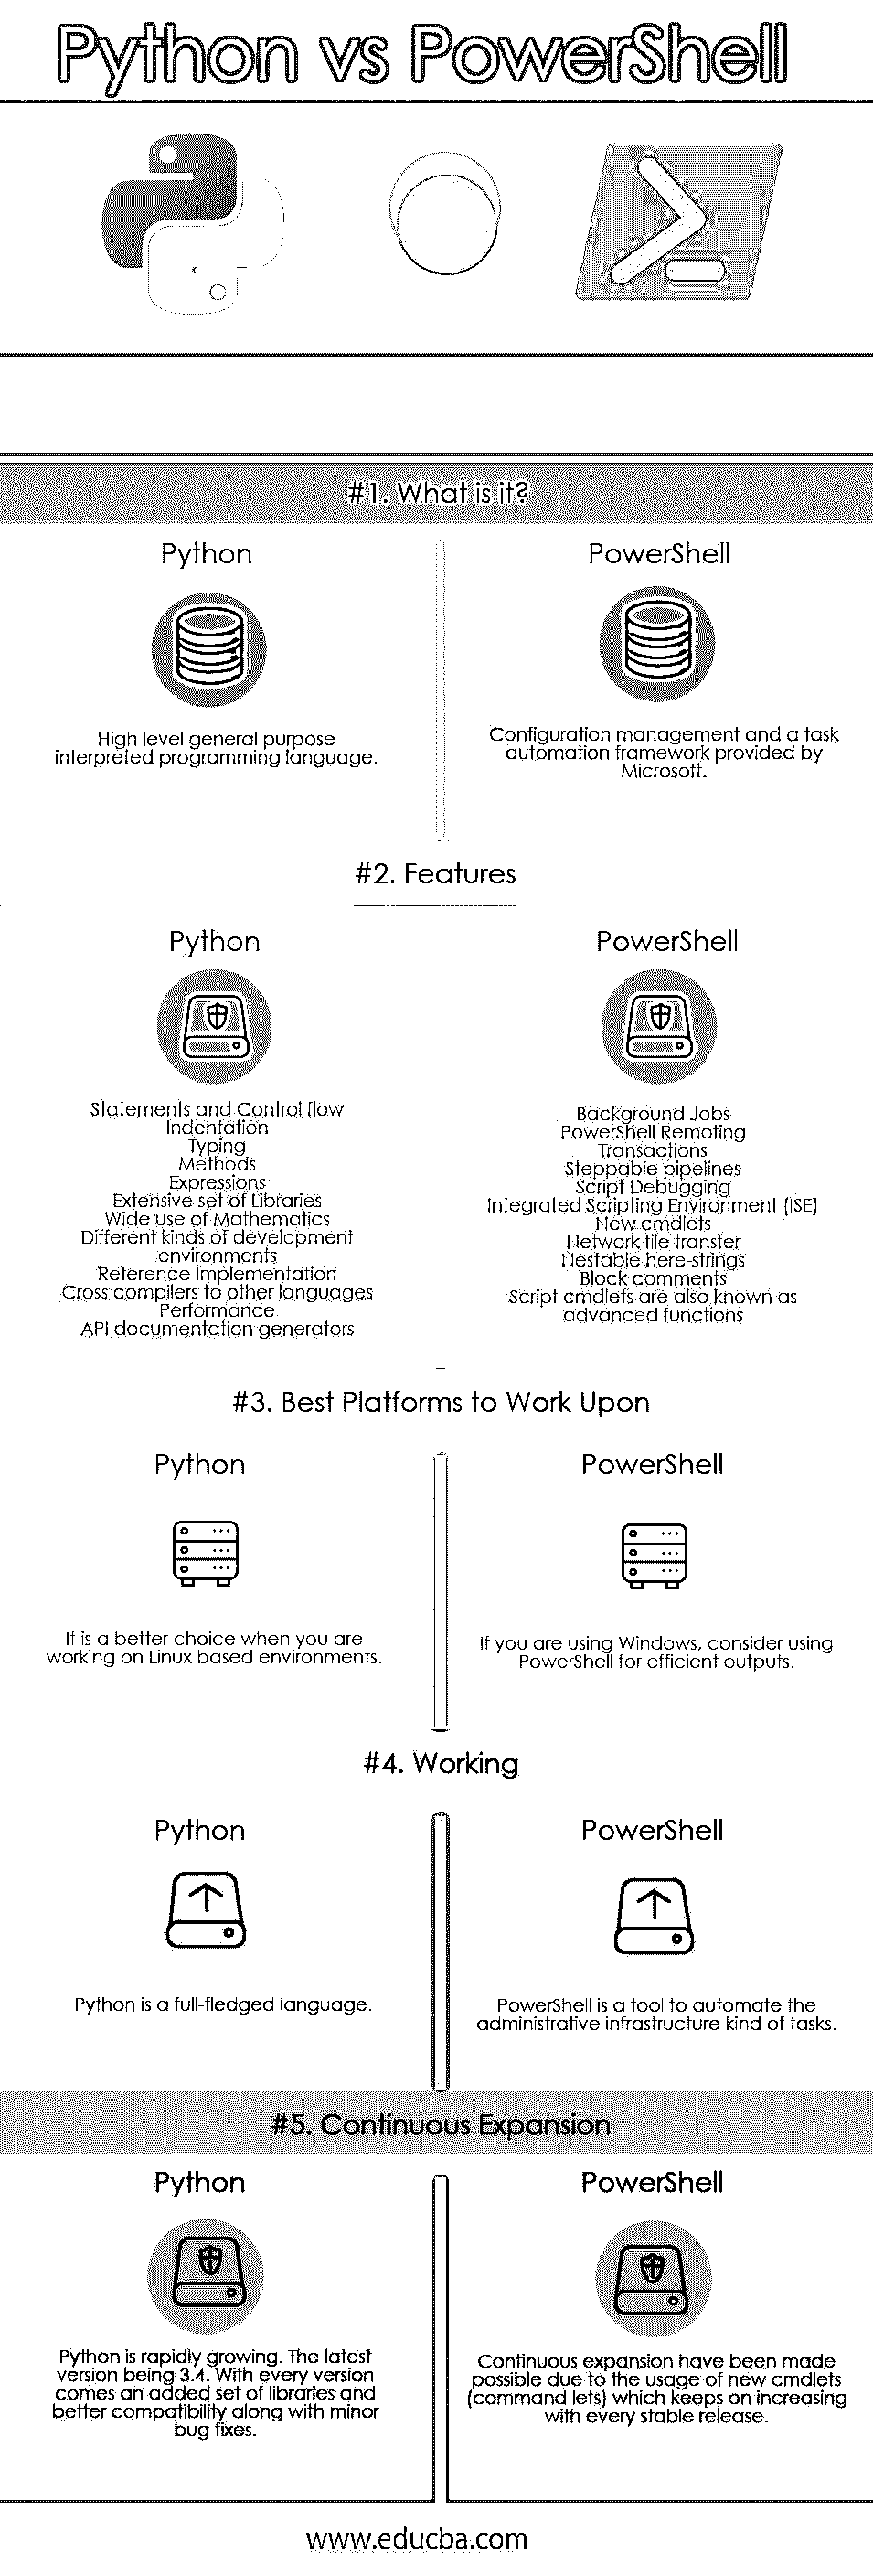 Python vs PowerShell
#1. What is it?
Python
High level general purpose
interpreted programming language.
PowerShell
Configuration management and a task
automation framework provided by
Microsoft.
#2. Features
Python
Statements and Control flow
Indentation
Typing
Methods
Expressions
Extensive set of Libraries
Wide use of Mathematics
Different kinds of development
environments
Reference Implementation
Cross compilers to other languages
Performance
API documentation generators
PowerShell
Background Jobs
PowerShell Remoting
Transactions
Steppable pipelines
Script Debugging
Integrated Scripting Environment (ISE)
New cmdlets
Network file transfer
Nestable here-strings
Block comments
Script cmdlets are also known as
advanced functions
#3. Best Platforms to Work Upon
Python
If is a better choice when you are
working on Linux based environments.
PowerShell
If you are using Windows, consider using
PowerShell for efficient outputs.
#4. Working
Python
Python is a full-fledged language.
PowerShell
PowerShell is a tool to automate the
administrative infrastructure kind of tasks.
#5. Continuous Expansion
Python
Python is rapidly growing. The latest
version being 3.4. With every version
comes an added set of libraries and
better compatibility along with minor
bug fixes.
PowerShell
Continuous expansion have been made
possible due to the usage of new cmdlets
(command lets) which keeps on increasing
with every stable release.
www.educba.com